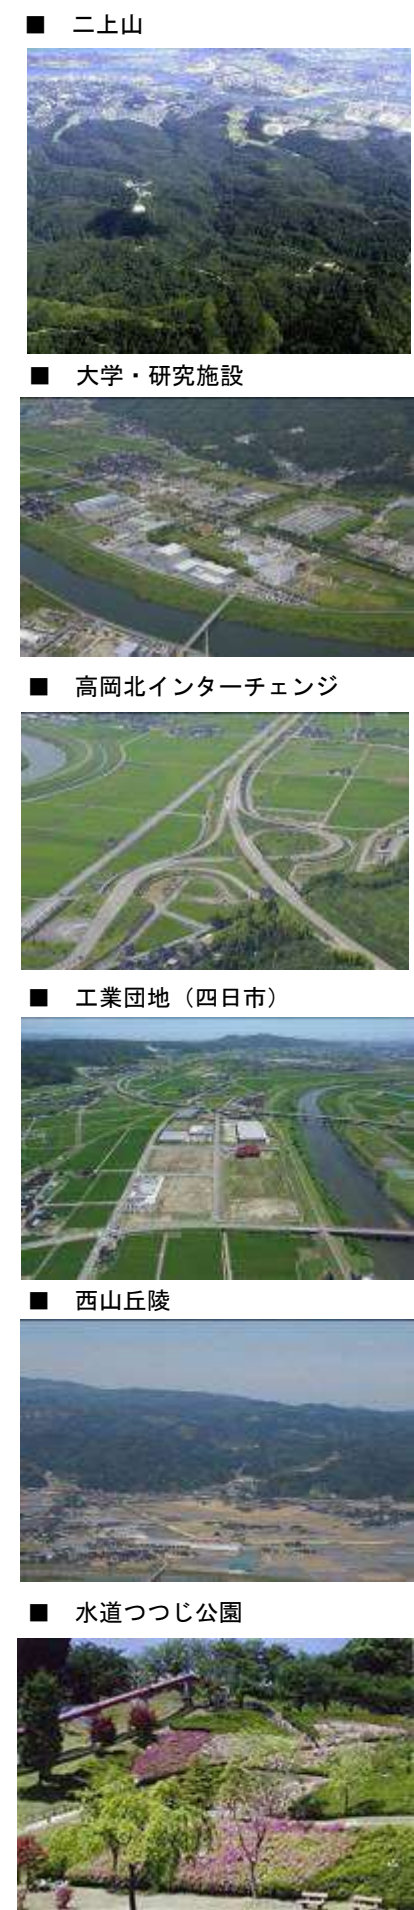 ■ 二上山
■ 大学・研究施設
■ 高岡北インターチェンジ
■ 工業団地（四日市）
■ 西山丘陵
■ 水道つつじ公園